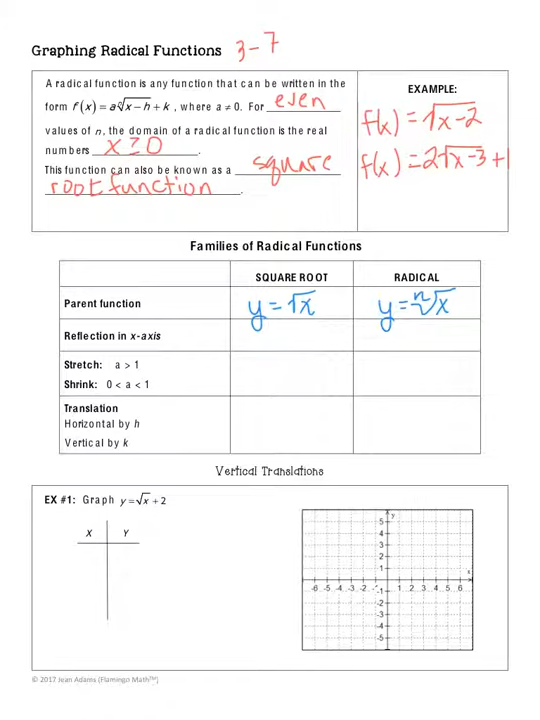 Graphing Radical Functions 3-7
A radical function is any function that can be written in the
form f(x) = a ⁿ√x-h + k, where a ≠ 0. For even
values of n, the domain of a radical function is the real
numbers x ≥ 0.
This function can also be known as a square
root function.
EXAMPLE:
f(x) = √x-2
f(x) = 2√x-3 + 1
Families of Radical Functions
SQUARE ROOT RADICAL
Parent function y = √x y = ⁿ√x
Reflection in x-axis
Stretch: a > 1
Shrink: 0 < a < 1
Translation
Horizontal by h
Vertical by k
Vertical Translations
EX #1: Graph y = √x + 2
X Y
y
5
4
3
2
1
x
-6 -5 -4 -3 -2 -1 1 2 3 4 5 6
-1
-2
-3
-4
-5
© 2017 Jean Adams (Flamingo Math™)